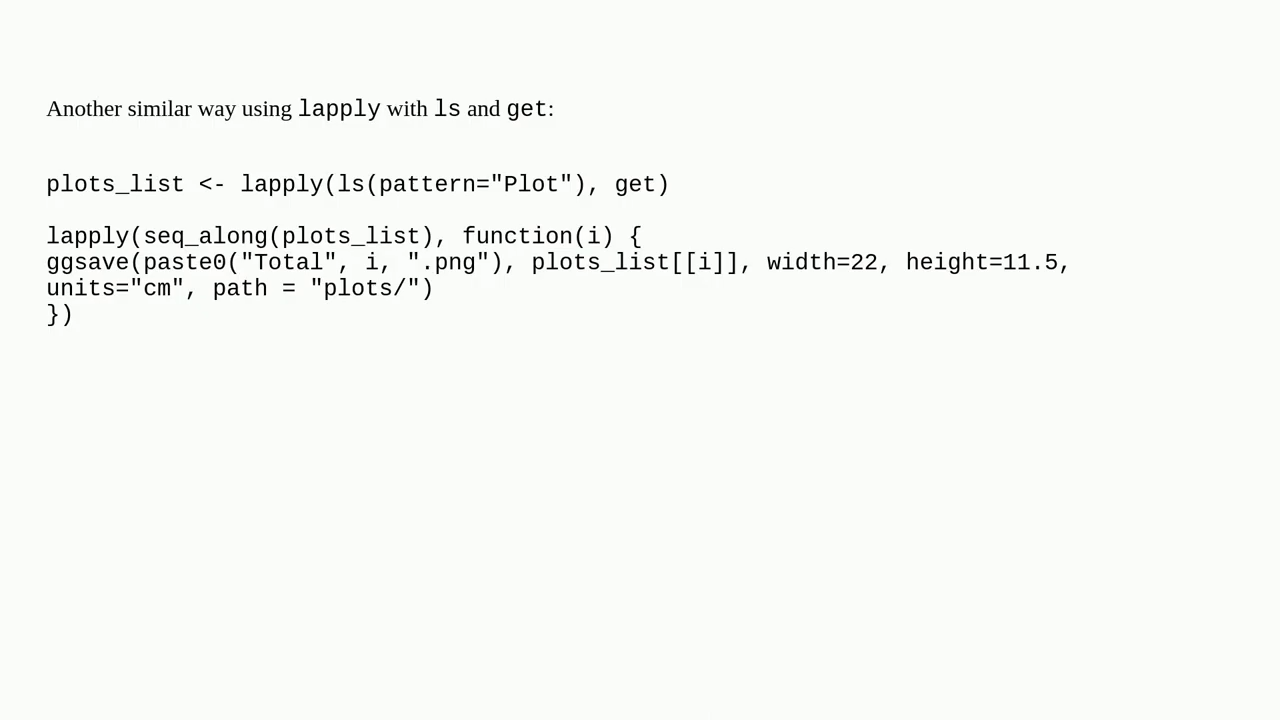 Another similar way using lapply with ls and get:
plots_list <- lapply(ls(pattern="Plot"), get)
lapply(seq_along(plots_list), function(i) {
ggsave(paste0("Total", i, ".png"), plots_list[[i]], width=22, height=11.5,
units="cm", path = "plots/")
})